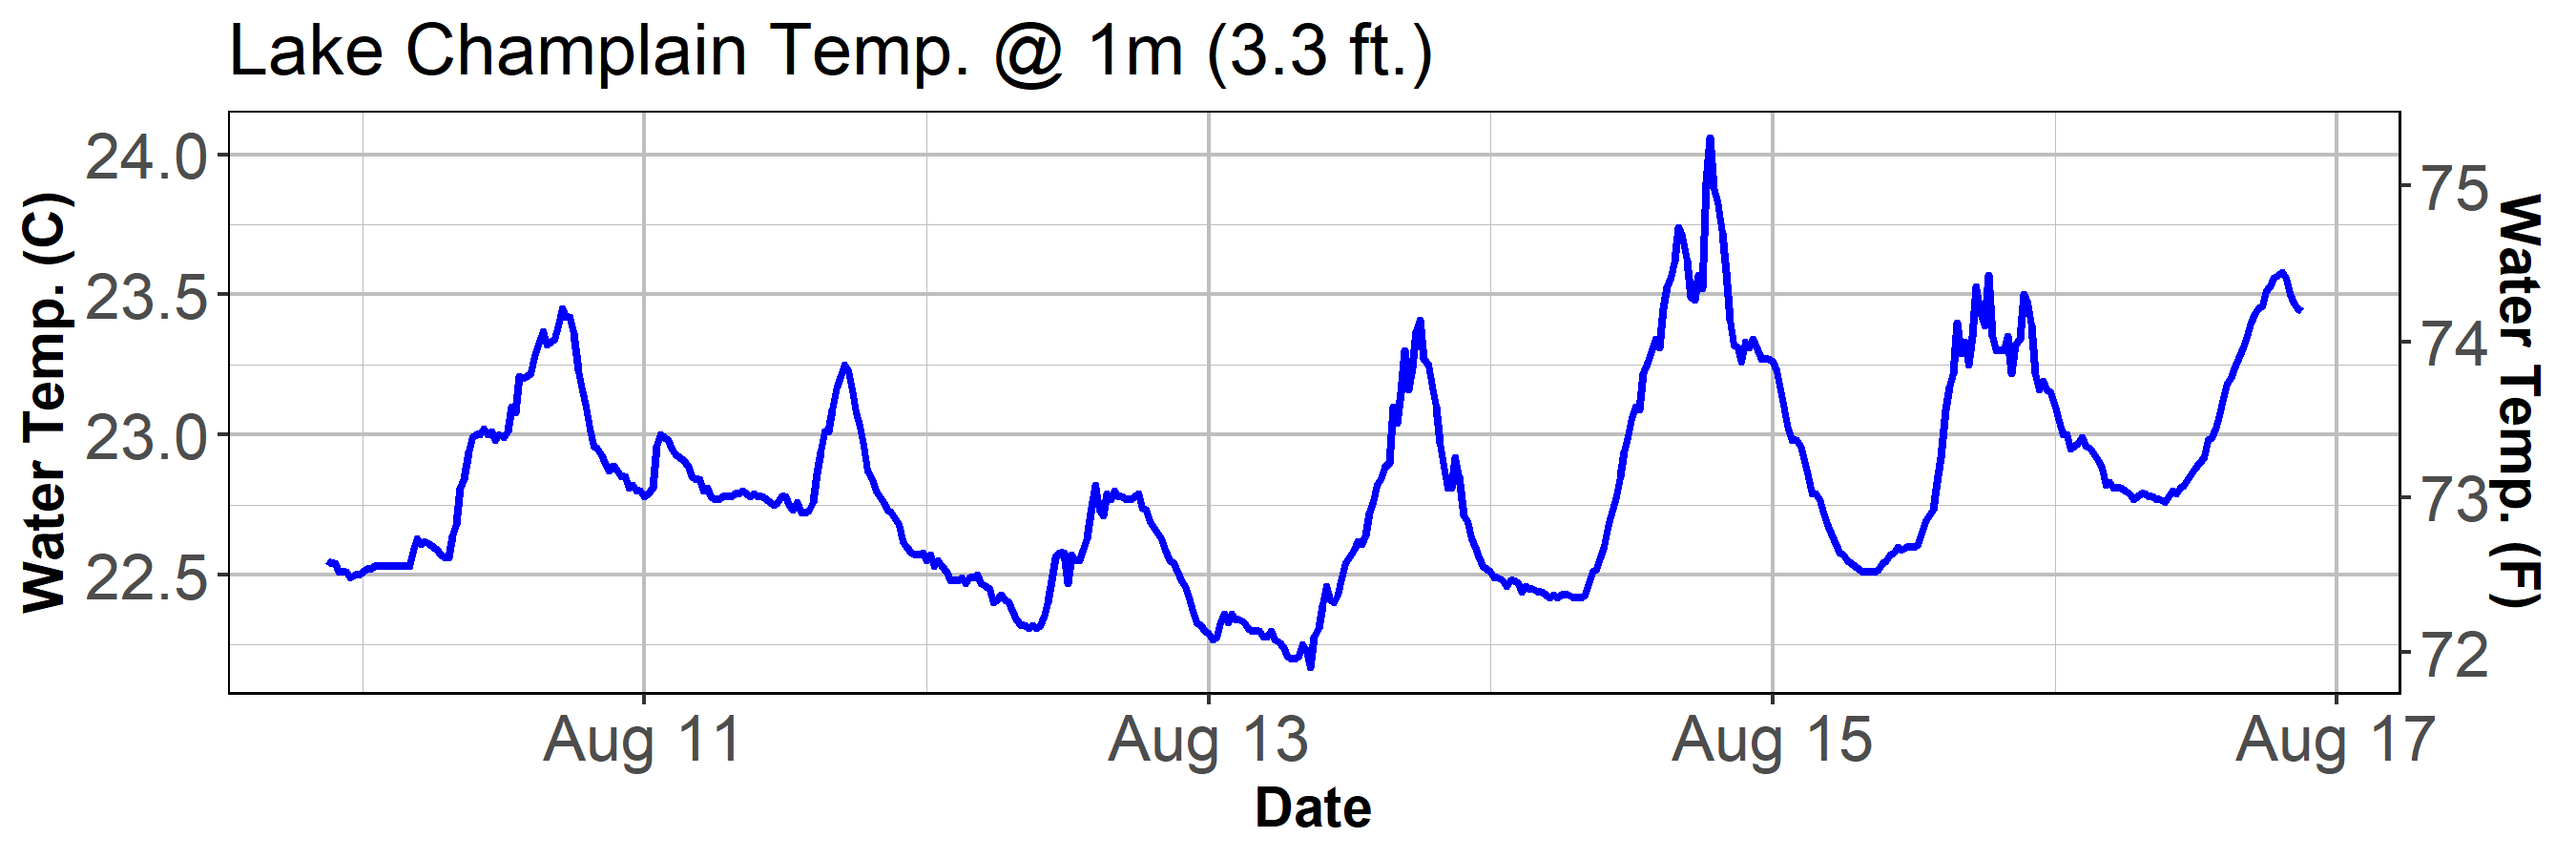 Lake Champlain Temp. @ 1m (3.3 ft.)
Water Temp. (C)
24.0
23.5
23.0
22.5
75
74
73
72
Water Temp. (F)
Aug 11
Aug 13
Aug 15
Aug 17
Date